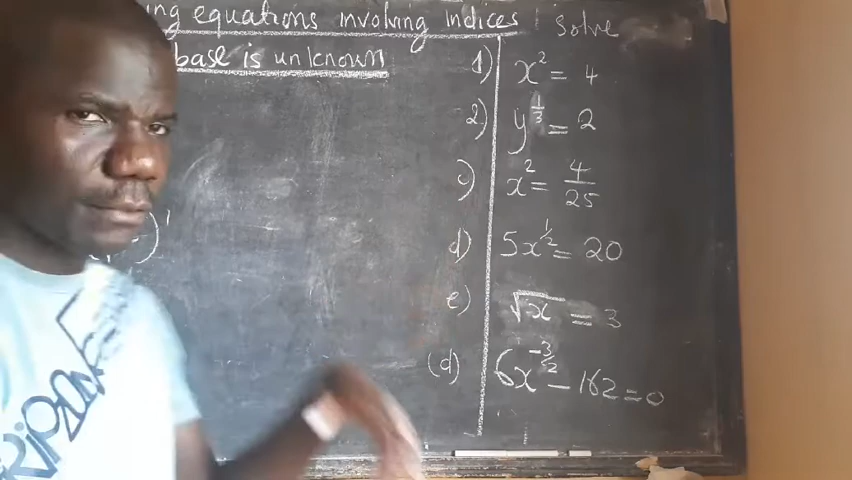 ing equations involving indices
base is unknown
Solve
1) x² = 4
2) y^(1/3) = 2
c) x² = 4/25
d) 5x^(1/2) = 20
e) √x = 3
(d) 6x^(-3/2) - 162 = 0